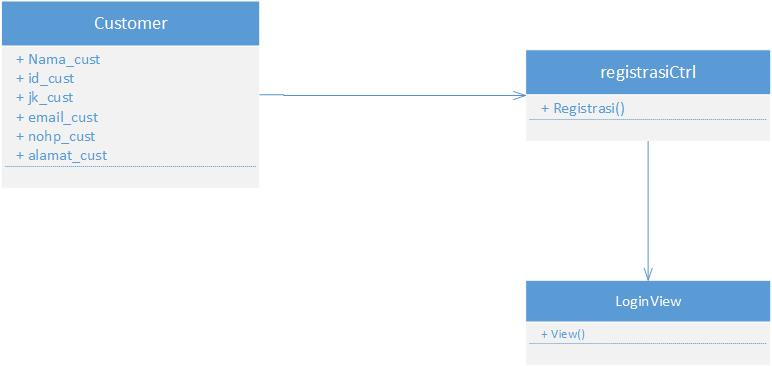 Customer
+ Nama_cust
+ id_cust
+ jk_cust
+ email_cust
+ nohp_cust
+ alamat_cust
registrasiCtrl
+ Registrasi()
LoginView
+ View()